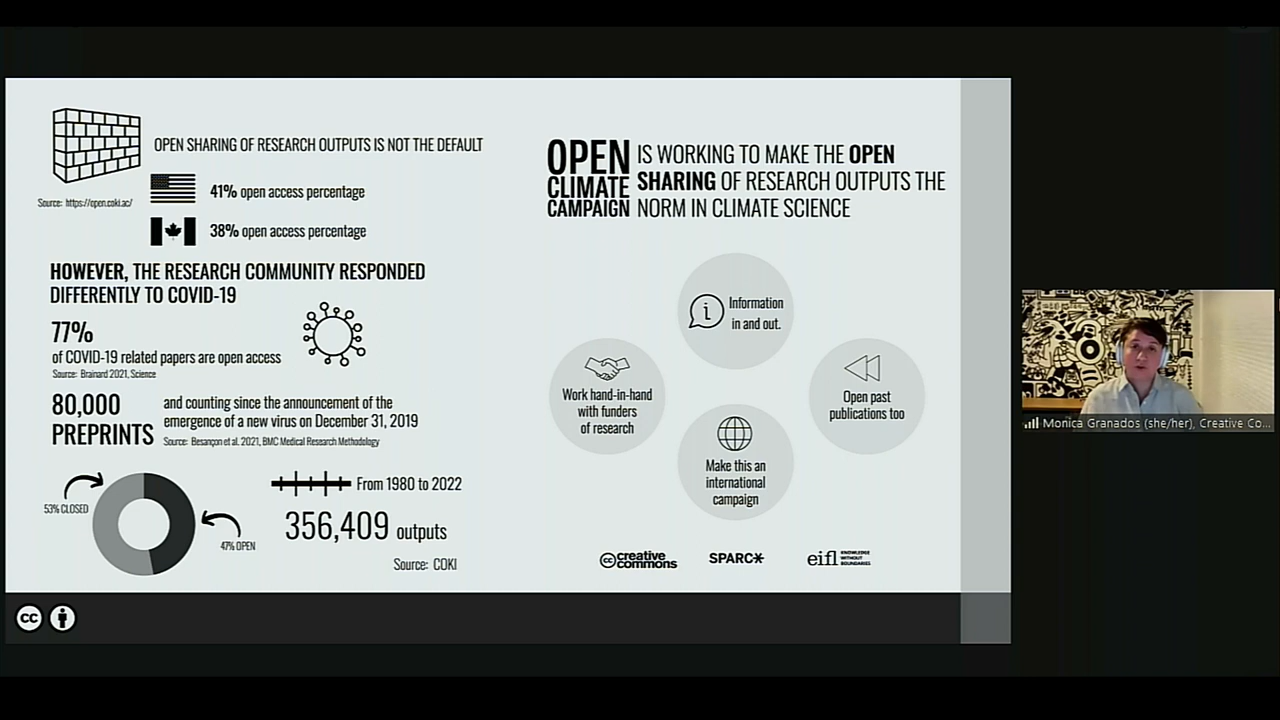 OPEN SHARING OF RESEARCH OUTPUTS IS NOT THE DEFAULT
Source: https://open.coki.ac/
41% open access percentage
38% open access percentage
HOWEVER, THE RESEARCH COMMUNITY RESPONDED
DIFFERENTLY TO COVID-19
77%
of COVID-19 related papers are open access
Source: Brainard 2021, Science
80,000
PREPRINTS
and counting since the announcement of the
emergence of a new virus on December 31, 2019
Source: Besançon et al. 2021, BMC Medical Research Methodology
53% CLOSED
47% OPEN
From 1980 to 2022
356,409 outputs
Source: COKI
OPEN
CLIMATE
CAMPAIGN
IS WORKING TO MAKE THE OPEN
SHARING OF RESEARCH OUTPUTS THE
NORM IN CLIMATE SCIENCE
i
Information
in and out.
Work hand-in-hand
with funders
of research
Open past
publications too
Make this an
international
campaign
cc creative
commons
SPARC
eifl
KNOWLEDGE
WITHOUT
BOUNDARIES
cc
Monica Granados (she/her), Creative Co...